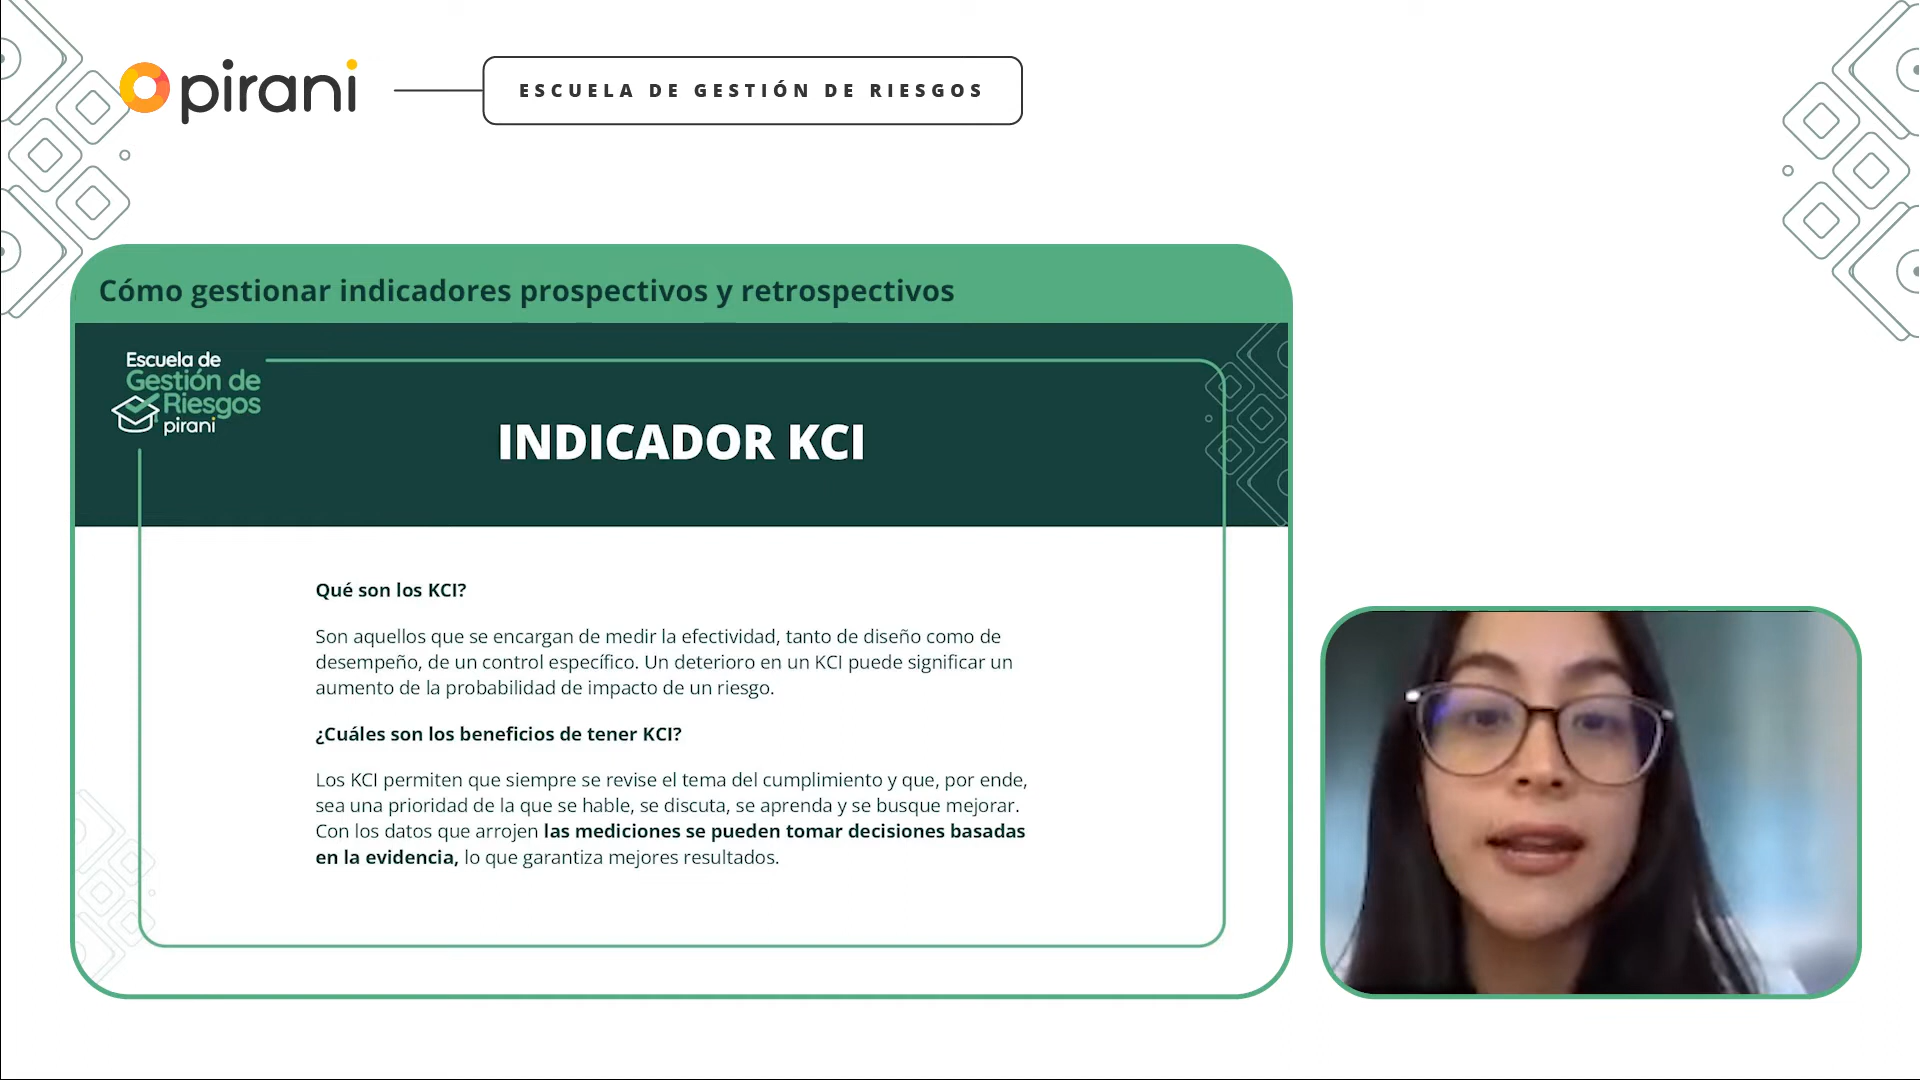 pirani
ESCUELA DE GESTIÓN DE RIESGOS
Cómo gestionar indicadores prospectivos y retrospectivos
Escuela de
Gestión de
Riesgos
pirani
INDICADOR KCI
Qué son los KCI?
Son aquellos que se encargan de medir la efectividad, tanto de diseño como de
desempeño, de un control específico. Un deterioro en un KCI puede significar un
aumento de la probabilidad de impacto de un riesgo.
¿Cuáles son los beneficios de tener KCI?
Los KCI permiten que siempre se revise el tema del cumplimiento y que, por ende,
sea una prioridad de la que se hable, se discuta, se aprenda y se busque mejorar.
Con los datos que arrojen las mediciones se pueden tomar decisiones basadas
en la evidencia, lo que garantiza mejores resultados.